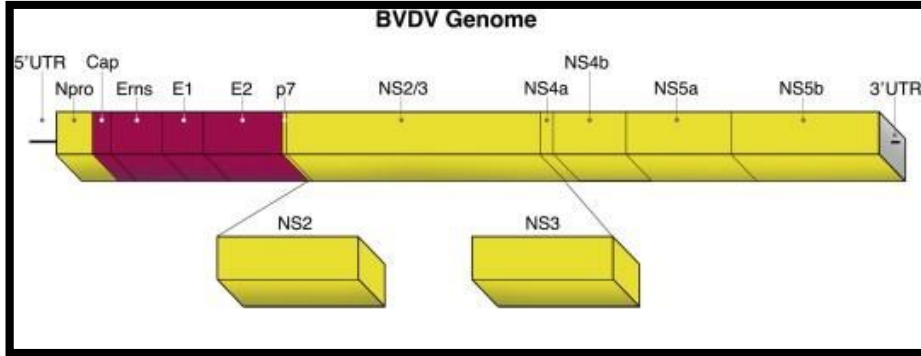 BVDV Genome
5'UTR Cap NS4b
Npro Erns E1 E2 p7 NS2/3 NS4a NS5a NS5b 3'UTR
NS2 NS3